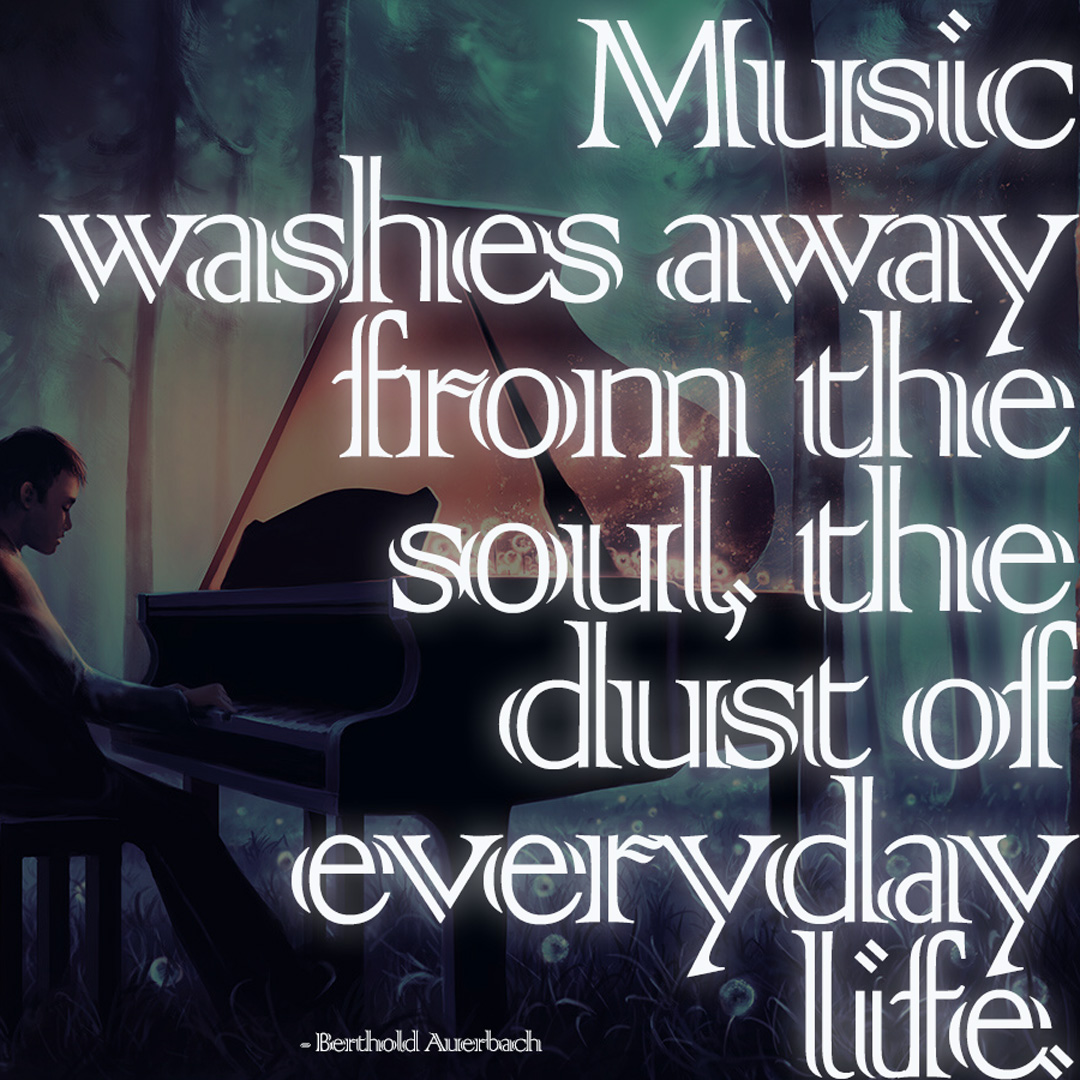 Music
washes away
from the
soul, the
dust of
everyday
life.
- Berthold Auerbach